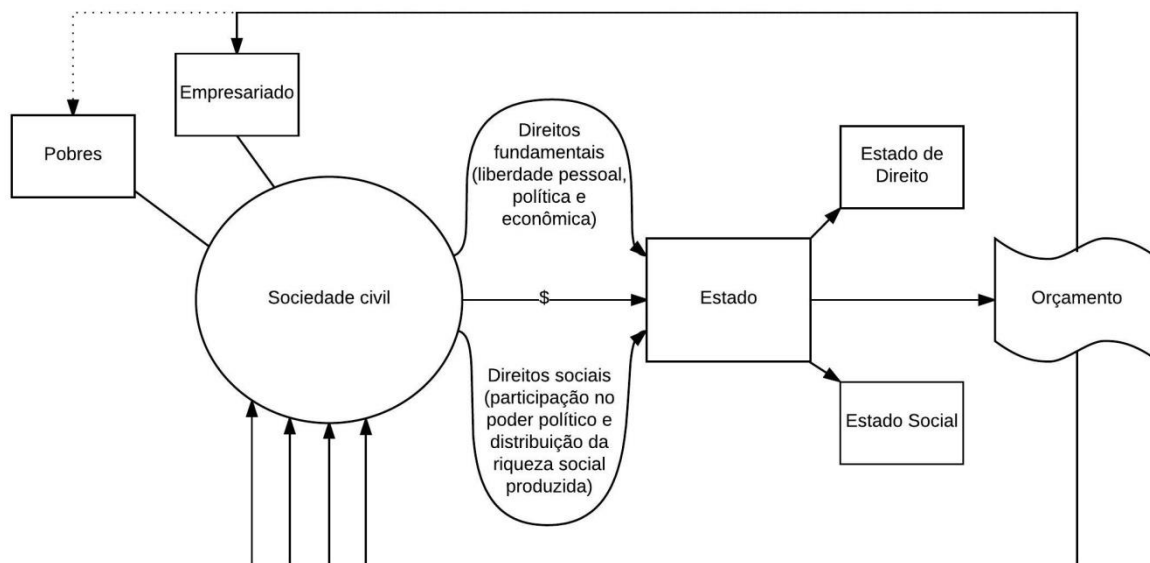 Empresariado
Pobres
Direitos
fundamentais
(liberdade pessoal,
política e
econômica)
Estado de
Direito
Sociedade civil
$
Estado
Orçamento
Direitos sociais
(participação no
poder político e
distribuição da
riqueza social
produzida)
Estado Social